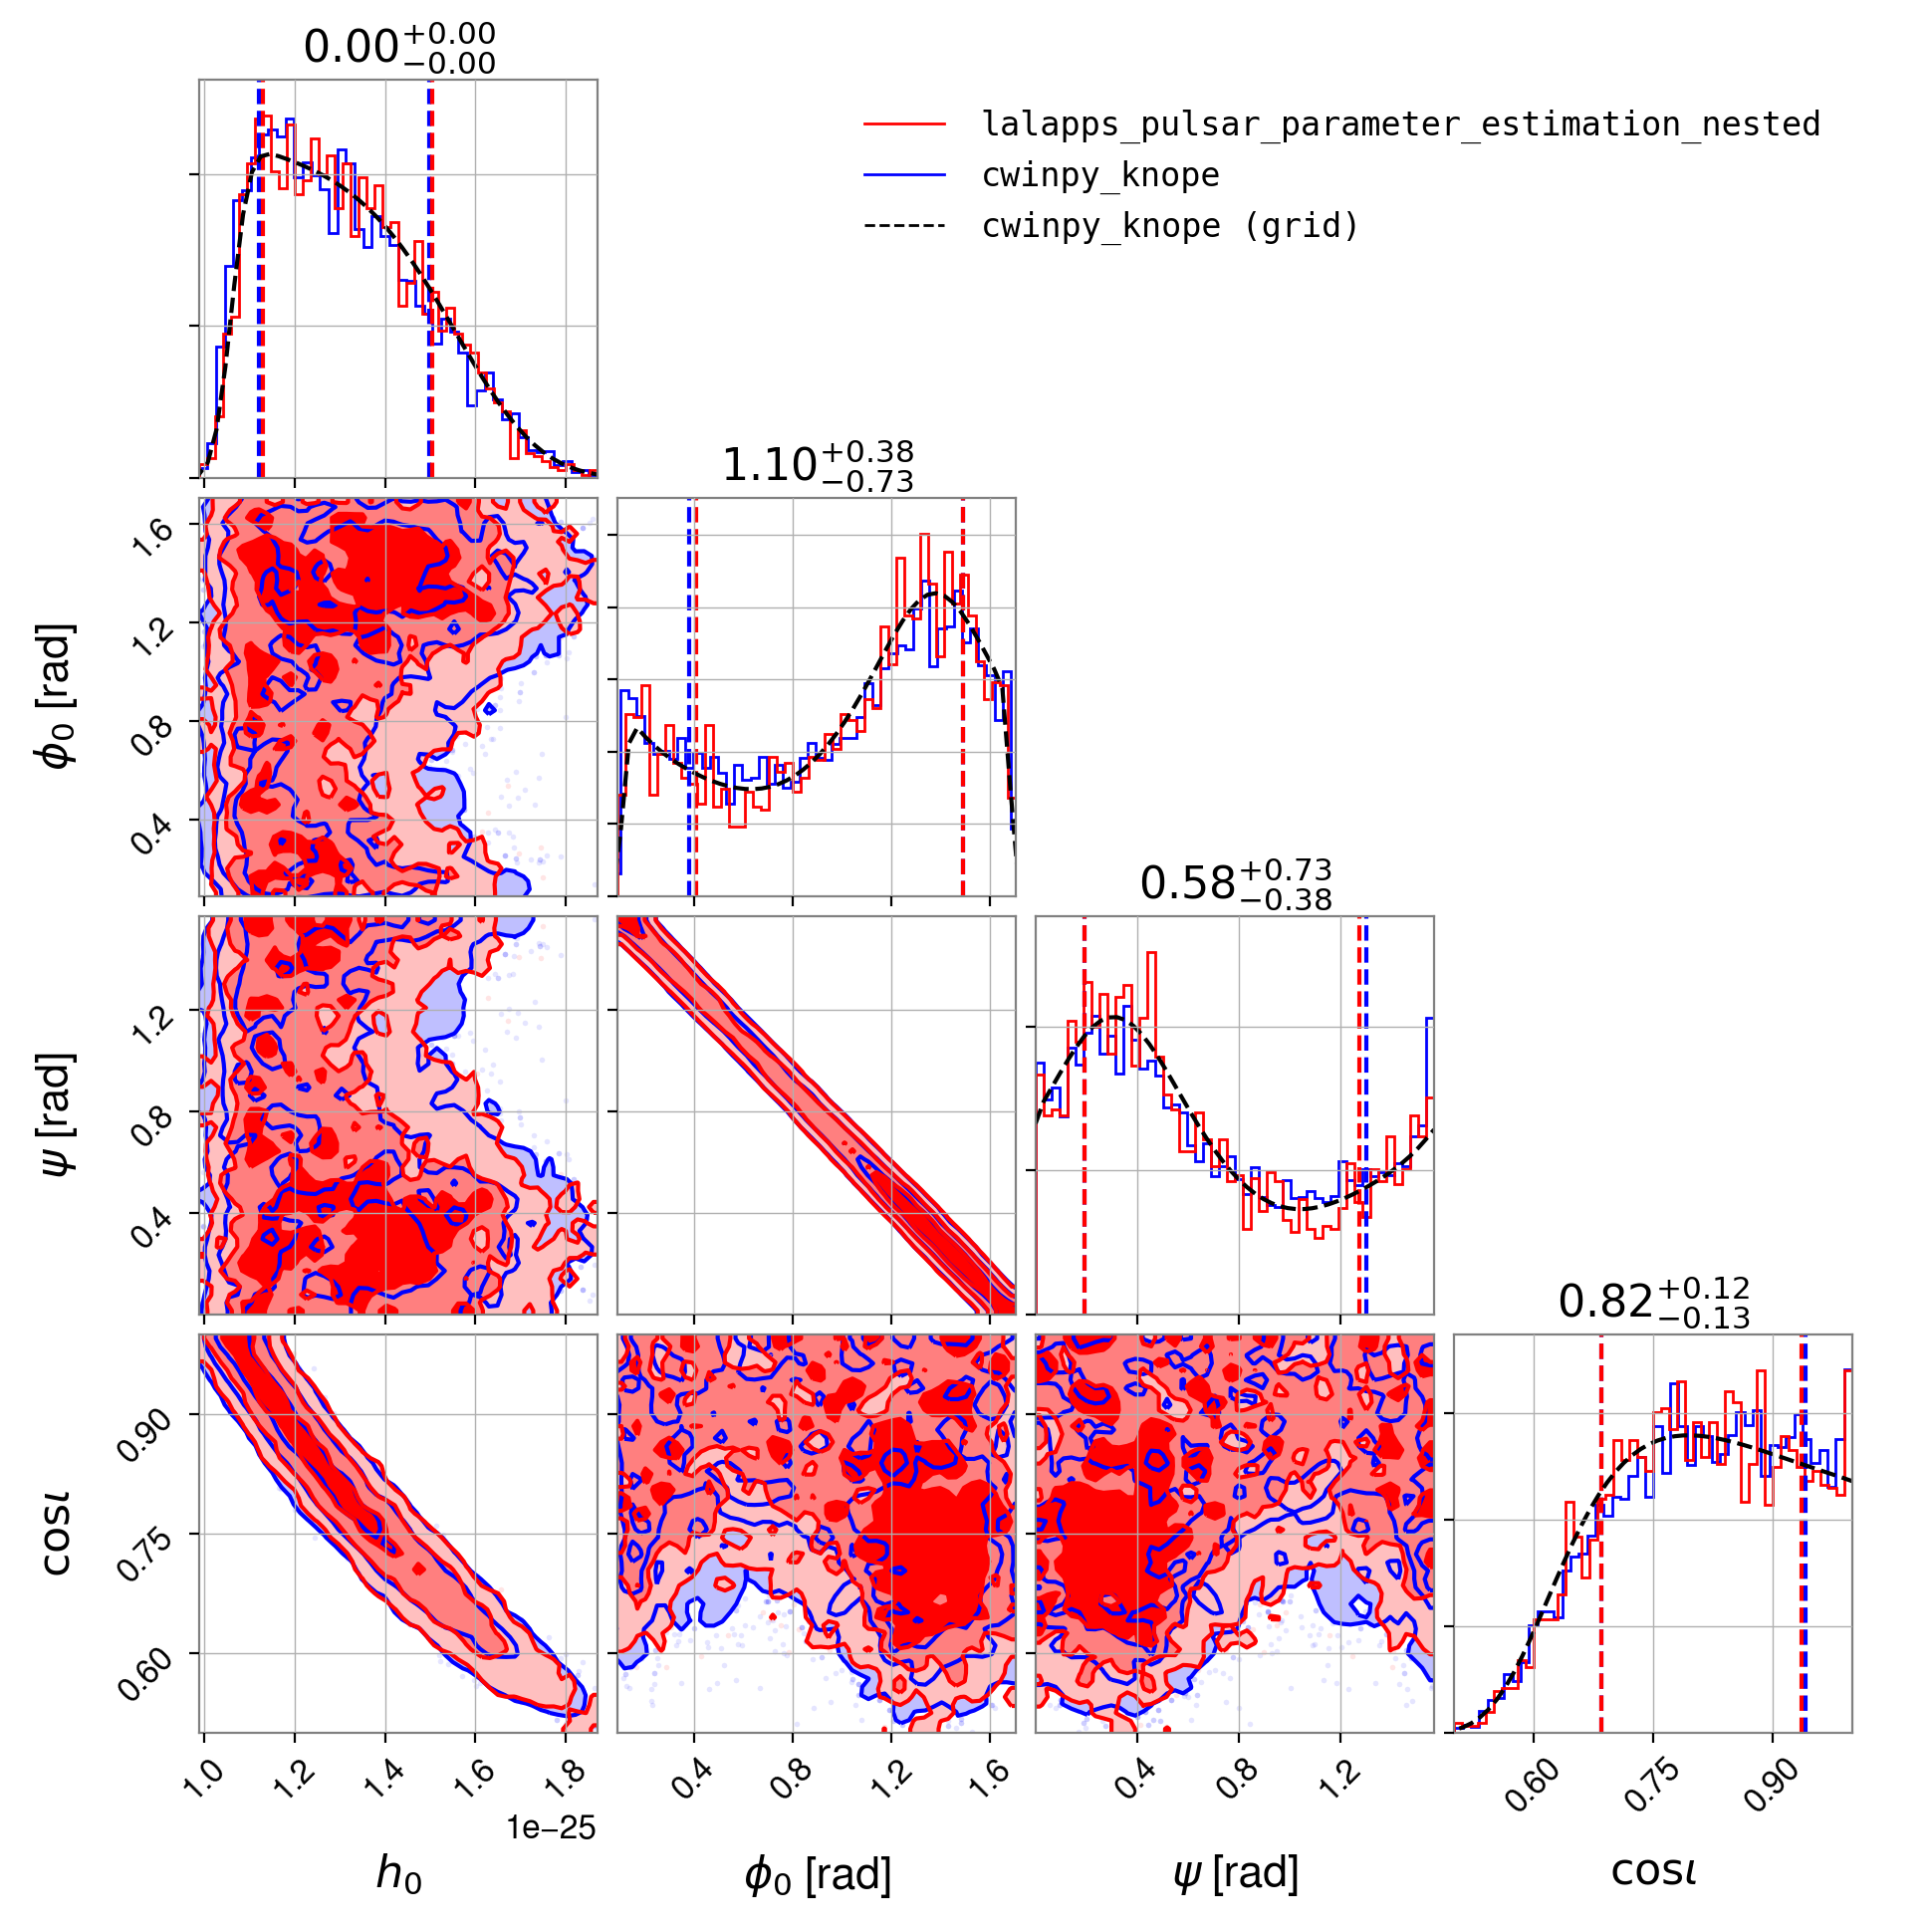 0.00+0.00−0.00
lalapps_pulsar_parameter_estimation_nested
cwinpy_knope
cwinpy_knope (grid)
1.10+0.38−0.73
ϕ0 [rad]
1.6
1.2
0.8
0.4
0.58+0.73−0.38
ψ [rad]
1.2
0.8
0.4
0.82+0.12−0.13
cosι
0.90
0.75
0.60
1.0 1.2 1.4 1.6 1.8
0.4 0.8 1.2 1.6
0.4 0.8 1.2
0.60 0.75 0.90
1e−25
h0
ϕ0 [rad]
ψ [rad]
cosι